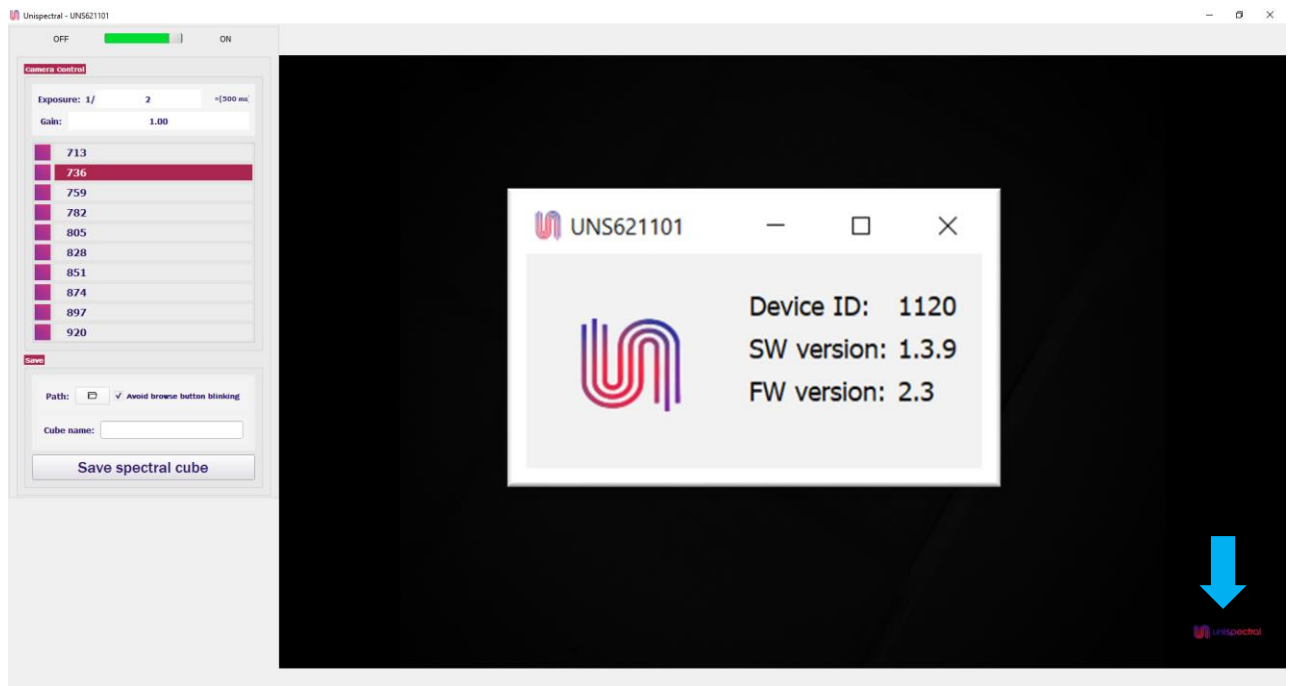 Unispectral - UNS621101
OFF ON
Camera Control
Exposure: 1/ 2 =[500 ms]
Gain: 1.00
713
736
759
782
805
828
851
874
897
920
Save
Path: ✓ Avoid browse button blinking
Cube name:
Save spectral cube
UNS621101
Device ID: 1120
SW version: 1.3.9
FW version: 2.3
unispectral